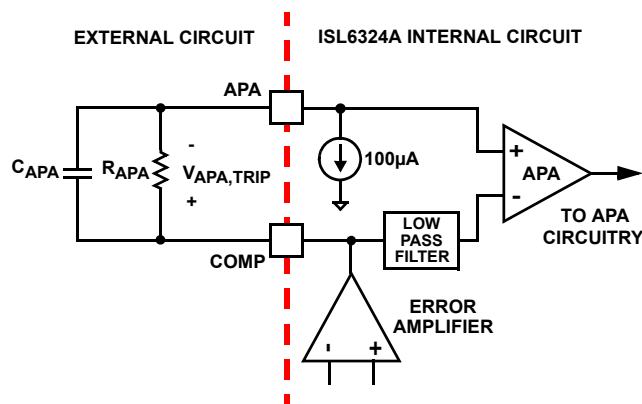 EXTERNAL CIRCUIT
ISL6324A INTERNAL CIRCUIT
APA
CAPA
RAPA
-
VAPA,TRIP
+
100µA
+
APA
-
TO APA
CIRCUITRY
COMP
LOW
PASS
FILTER
ERROR
AMPLIFIER
-
+